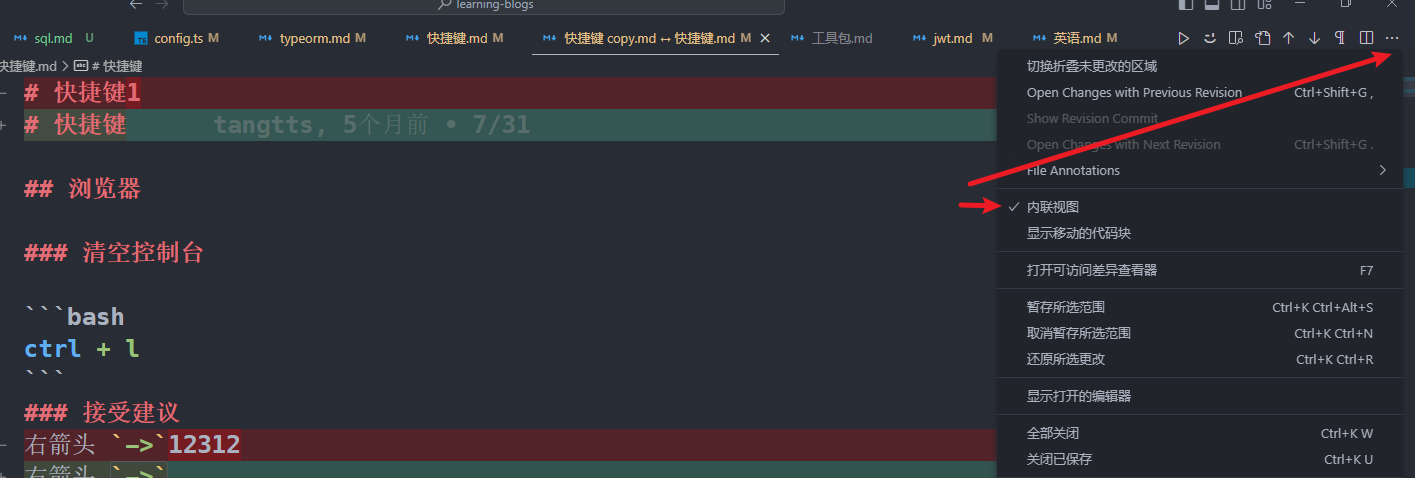 learning-blogs
sql.md U
config.ts M
typeorm.md M
快捷键.md M
快捷键 copy.md ↔ 快捷键.md M
工具包.md
jwt.md M
英语.md M
快捷键.md > # 快捷键
# 快捷键1
# 快捷键 tangtts, 5个月前 • 7/31
## 浏览器
### 清空控制台
```bash
ctrl + l
```
### 接受建议
右箭头 `—>`12312
右箭头 `—>`
切换折叠未更改的区域
Open Changes with Previous Revision Ctrl+Shift+G ,
Show Revision Commit
Open Changes with Next Revision Ctrl+Shift+G .
File Annotations
内联视图
显示移动的代码块
打开可访问差异查看器 F7
暂存所选范围 Ctrl+K Ctrl+Alt+S
取消暂存所选范围 Ctrl+K Ctrl+N
还原所选更改 Ctrl+K Ctrl+R
显示打开的编辑器
全部关闭 Ctrl+K W
关闭已保存 Ctrl+K U